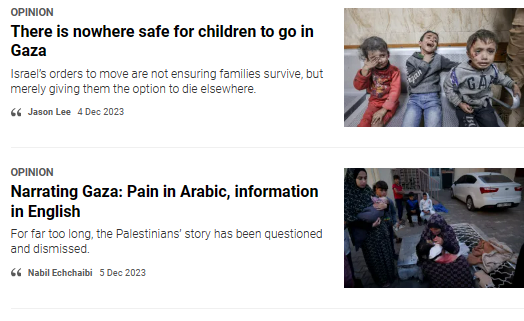 OPINION
There is nowhere safe for children to go in
Gaza
Israel's orders to move are not ensuring families survive, but
merely giving them the option to die elsewhere.
Jason Lee 4 Dec 2023
OPINION
Narrating Gaza: Pain in Arabic, information
in English
For far too long, the Palestinians' story has been questioned
and dismissed.
Nabil Echchaibi 5 Dec 2023